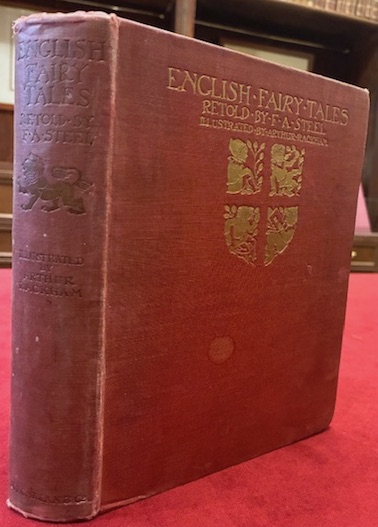 ENGLISH
FAIRY
TALES
RETOLD·BY
F·A·STEEL
ILLUSTRATED
BY
ARTHUR
RACKHAM
ENGLISH·FAIRY·TALES
RETOLD·BY·F·A·STEEL
ILLUSTRATED·BY·ARTHUR·RACKHAM